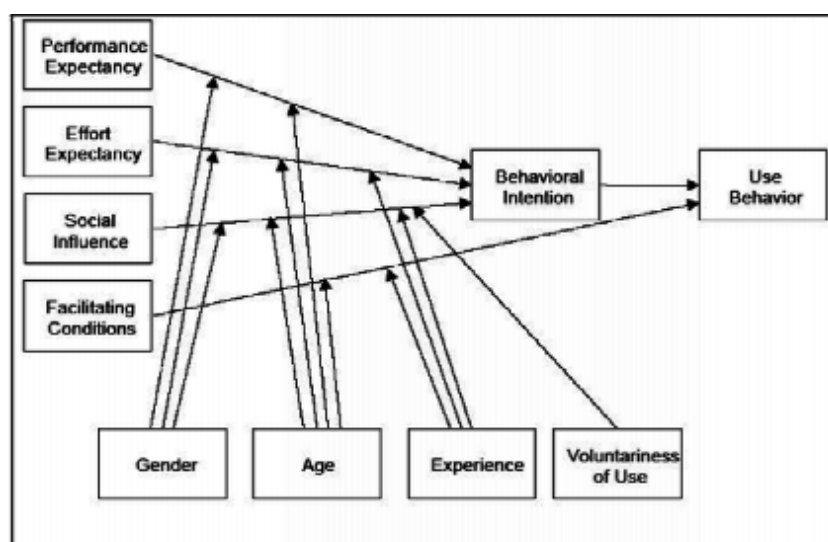 Performance
Expectancy
Effort
Expectancy
Social
Influence
Facilitating
Conditions
Behavioral
Intention
Use
Behavior
Gender
Age
Experience
Voluntariness
of Use